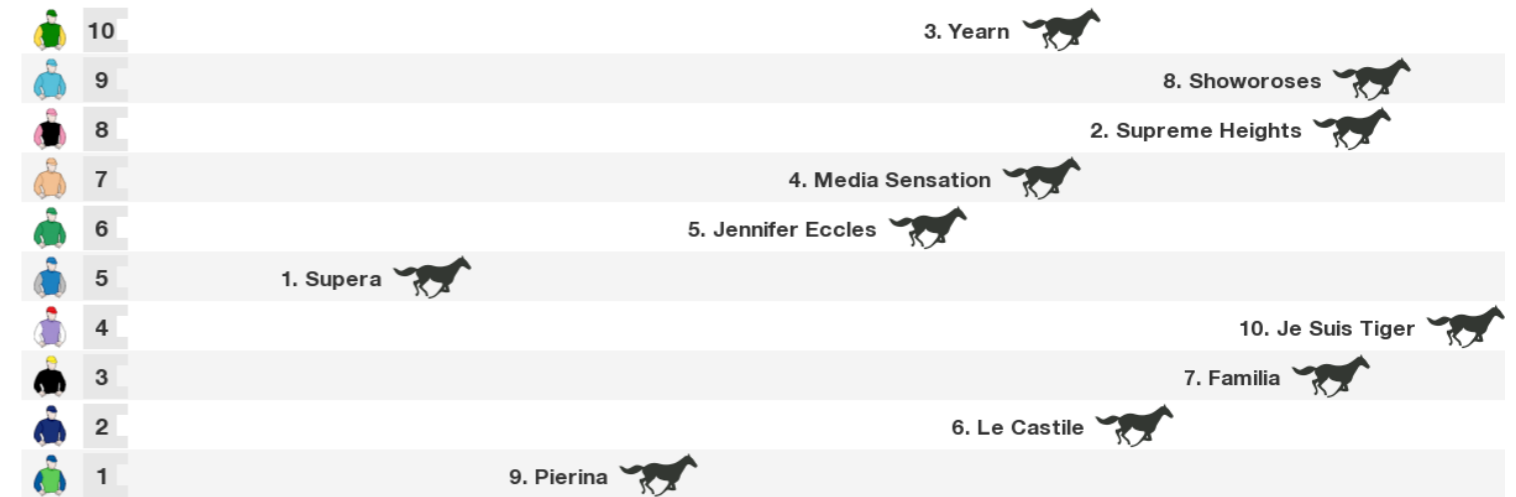 10 3. Yearn
9 8. Showoroses
8 2. Supreme Heights
7 4. Media Sensation
6 5. Jennifer Eccles
5 1. Supera
4 10. Je Suis Tiger
3 7. Familia
2 6. Le Castile
1 9. Pierina